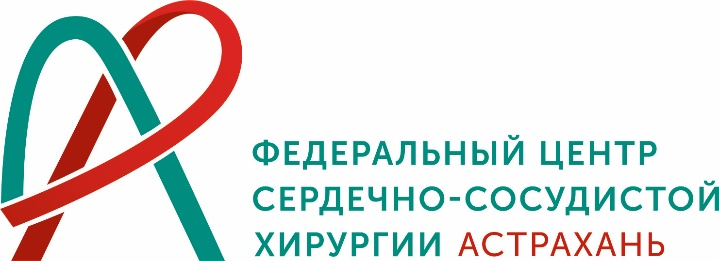 ФЕДЕРАЛЬНЫЙ ЦЕНТР
СЕРДЕЧНО-СОСУДИСТОЙ
ХИРУРГИИ АСТРАХАНЬ